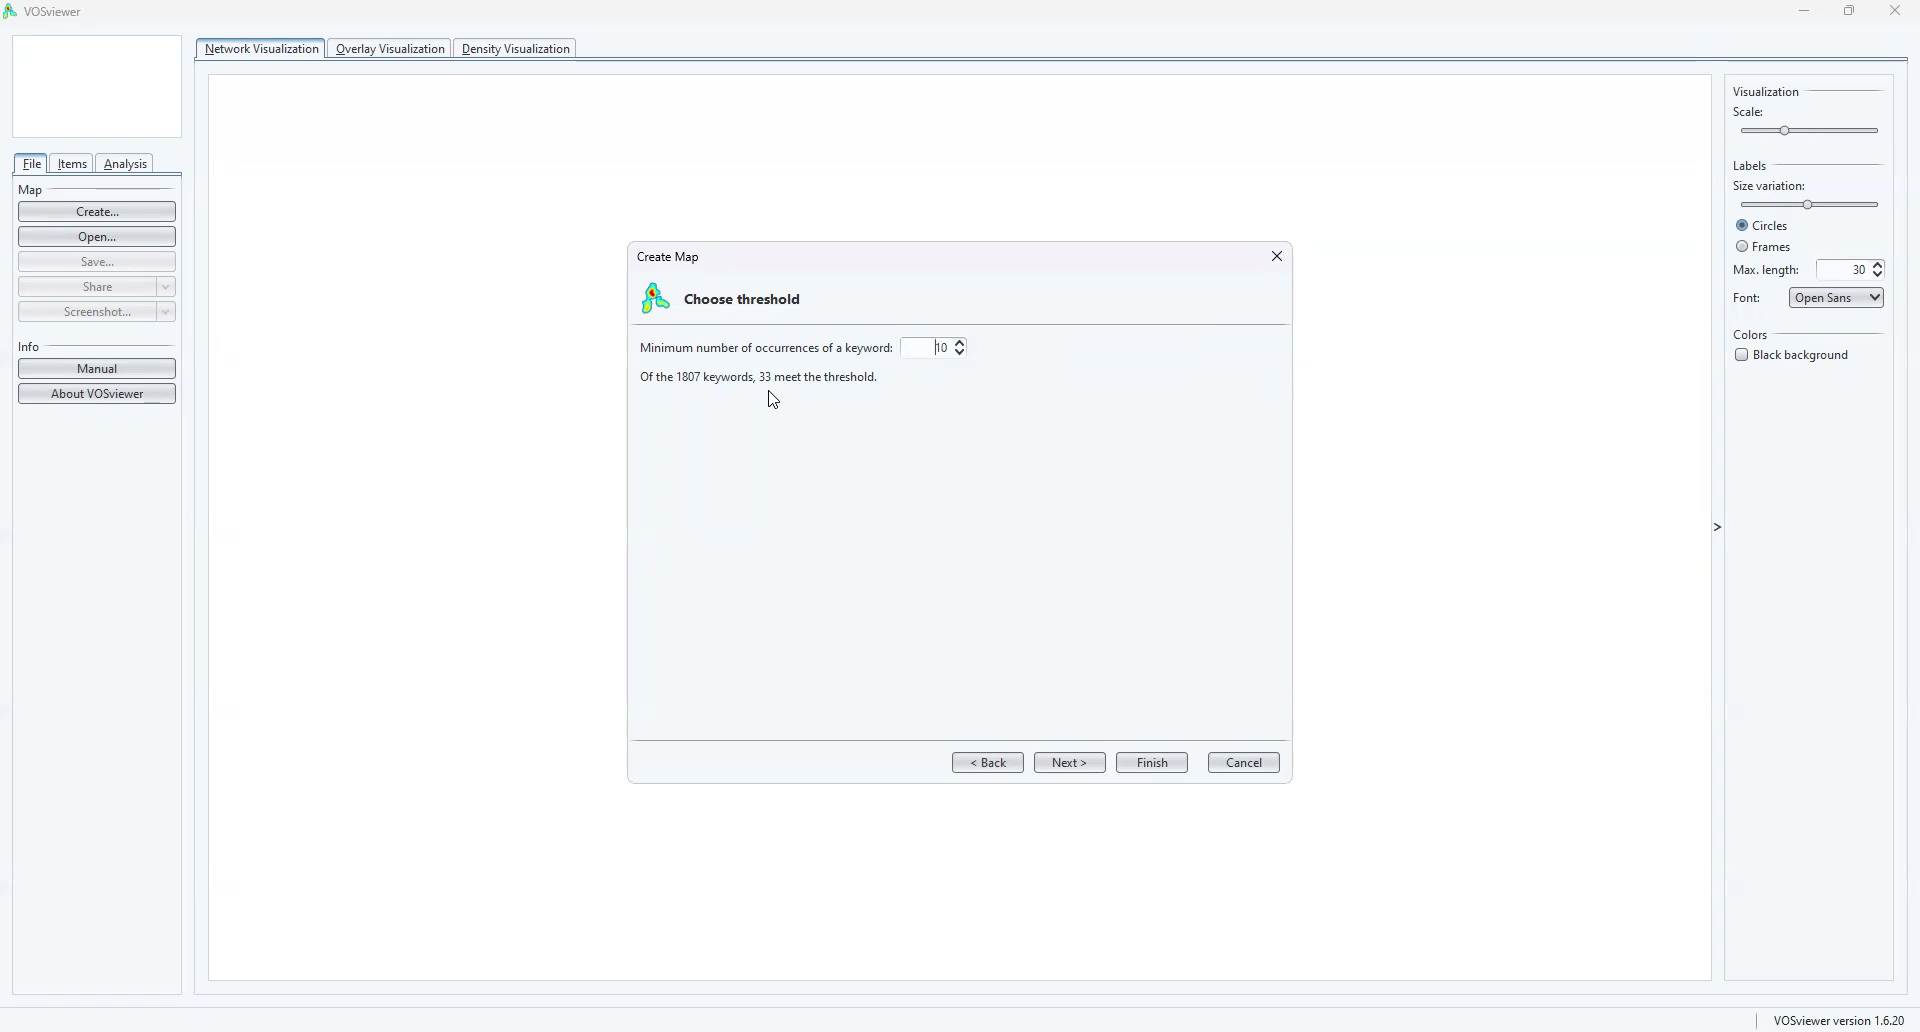 VOSviewer
Network Visualization
Overlay Visualization
Density Visualization
File
Items
Analysis
Map
Create...
Open...
Save...
Share
Screenshot...
Info
Manual
About VOSviewer
Create Map
Choose threshold
Minimum number of occurrences of a keyword: 10
Of the 1807 keywords, 33 meet the threshold.
< Back
Next >
Finish
Cancel
>
Visualization
Scale:
Labels
Size variation:
Circles
Frames
Max. length: 30
Font: Open Sans
Colors
Black background
VOSviewer version 1.6.20